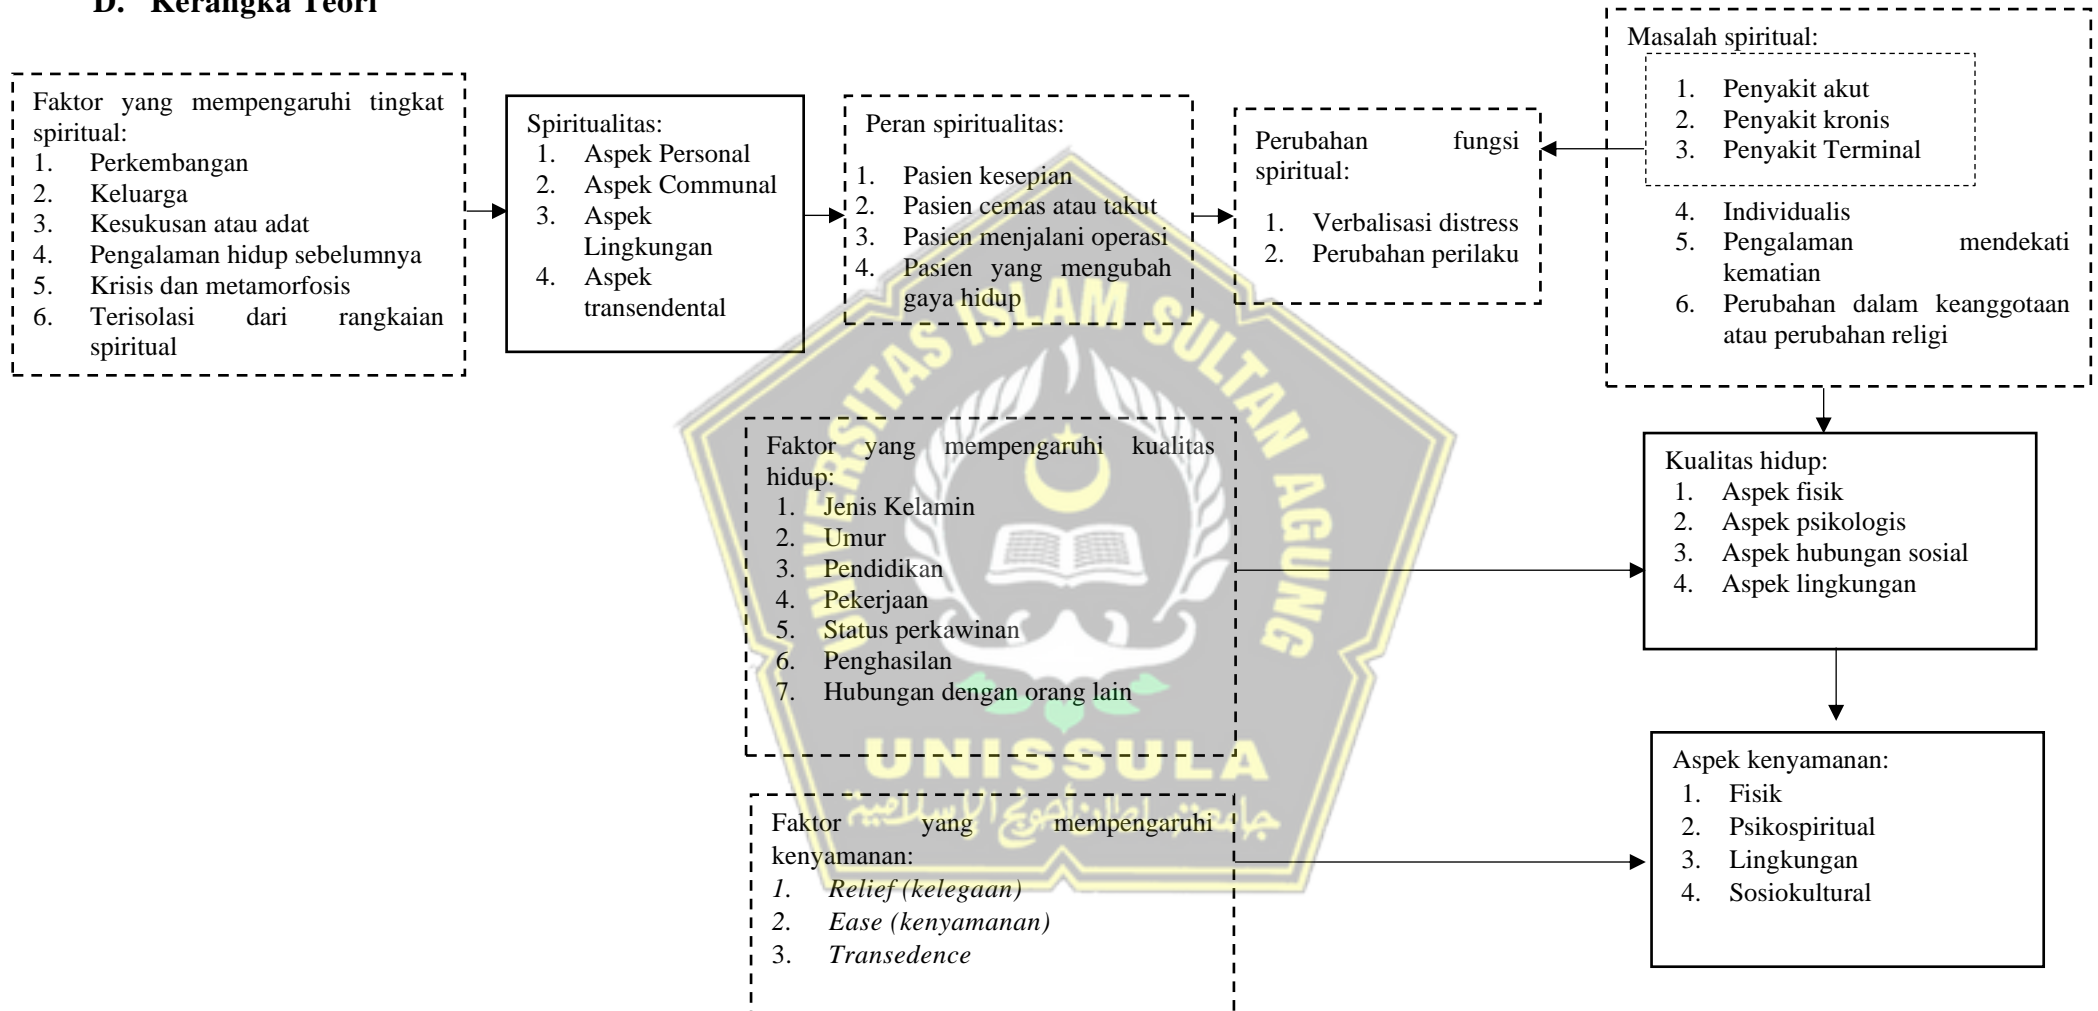 D. Kerangka Teori
Faktor yang mempengaruhi tingkat
spiritual:
1. Perkembangan
2. Keluarga
3. Kesukusan atau adat
4. Pengalaman hidup sebelumnya
5. Krisis dan metamorfosis
6. Terisolasi dari rangkaian
spiritual
Spiritualitas:
1. Aspek Personal
2. Aspek Communal
3. Aspek
Lingkungan
4. Aspek
transendental
Peran spiritualitas:
1. Pasien kesepian
2. Pasien cemas atau takut
3. Pasien menjalani operasi
4. Pasien yang mengubah
gaya hidup
Perubahan fungsi
spiritual:
1. Verbalisasi distress
2. Perubahan perilaku
Masalah spiritual:
1. Penyakit akut
2. Penyakit kronis
3. Penyakit Terminal
4. Individualis
5. Pengalaman mendekati
kematian
6. Perubahan dalam keanggotaan
atau perubahan religi
Faktor yang mempengaruhi kualitas
hidup:
1. Jenis Kelamin
2. Umur
3. Pendidikan
4. Pekerjaan
5. Status perkawinan
6. Penghasilan
7. Hubungan dengan orang lain
Kualitas hidup:
1. Aspek fisik
2. Aspek psikologis
3. Aspek hubungan sosial
4. Aspek lingkungan
Faktor yang mempengaruhi
kenyamanan:
1. Relief (kelegaan)
2. Ease (kenyamanan)
3. Transedence
Aspek kenyamanan:
1. Fisik
2. Psikospiritual
3. Lingkungan
4. Sosiokultural
UNIVERSITAS ISLAM SULTAN AGUNG
UNISSULA
جامعة سلطان أجونج الإسلامية